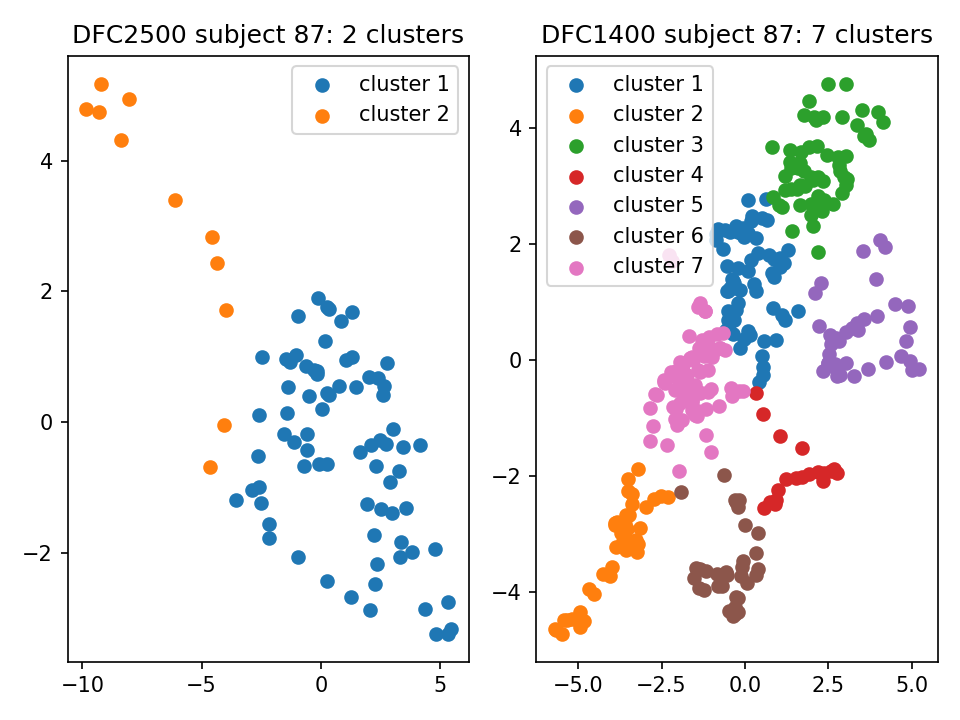 DFC2500 subject 87: 2 clusters
cluster 1
cluster 2
4
2
0
−2
−10
−5
0
5
DFC1400 subject 87: 7 clusters
cluster 1
cluster 2
cluster 3
cluster 4
cluster 5
cluster 6
cluster 7
4
2
0
−2
−4
−5.0
−2.5
0.0
2.5
5.0